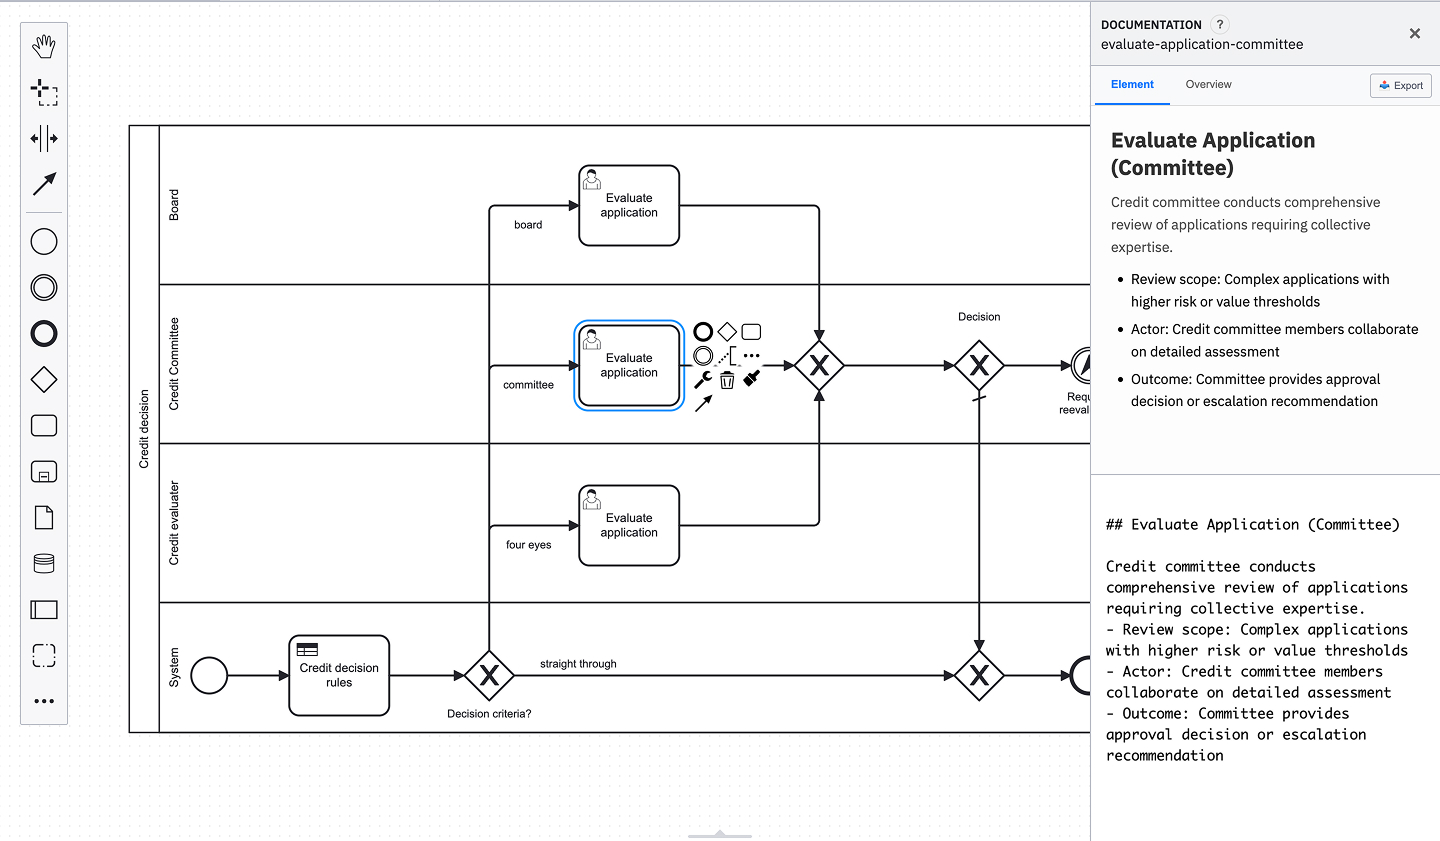 DOCUMENTATION ?
evaluate-application-committee
Element
Overview
Export
Evaluate Application
(Committee)
Credit committee conducts comprehensive
review of applications requiring collective
expertise.
Review scope: Complex applications with
higher risk or value thresholds
Actor: Credit committee members collaborate
on detailed assessment
Outcome: Committee provides approval
decision or escalation recommendation
## Evaluate Application (Committee)
Credit committee conducts
comprehensive review of applications
requiring collective expertise.
- Review scope: Complex applications
with higher risk or value thresholds
- Actor: Credit committee members
collaborate on detailed assessment
- Outcome: Committee provides
approval decision or escalation
recommendation
Credit decision
Board
board
Evaluate
application
Credit Committee
committee
Evaluate
application
Decision
Requ
reeval
Credit evaluater
four eyes
Evaluate
application
System
Credit decision
rules
Decision criteria?
straight through